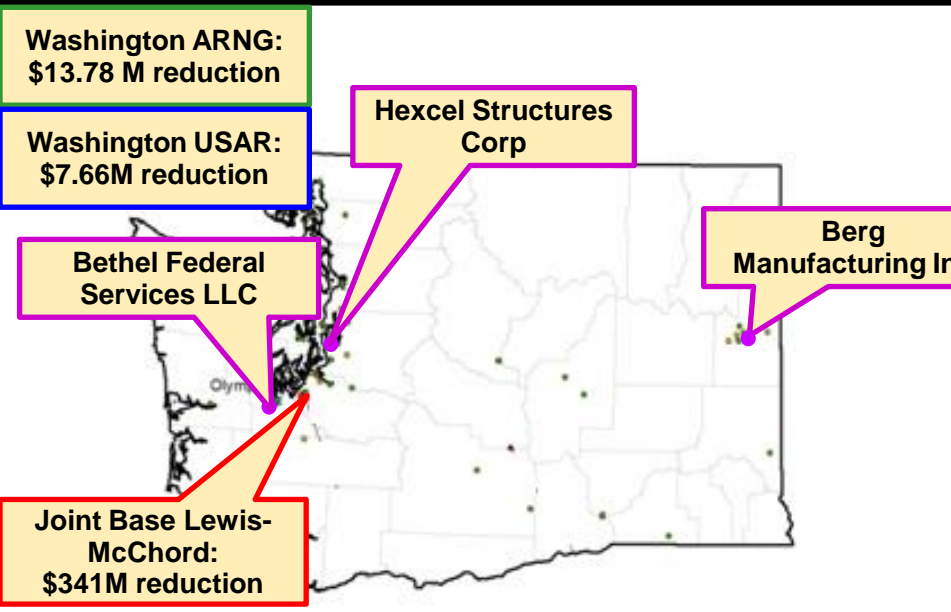 Washington ARNG:
$13.78 M reduction
Washington USAR:
$7.66M reduction
Hexcel Structures
Corp
Bethel Federal
Services LLC
Berg
Manufacturing
Joint Base Lewis-
McChord:
$341M reduction